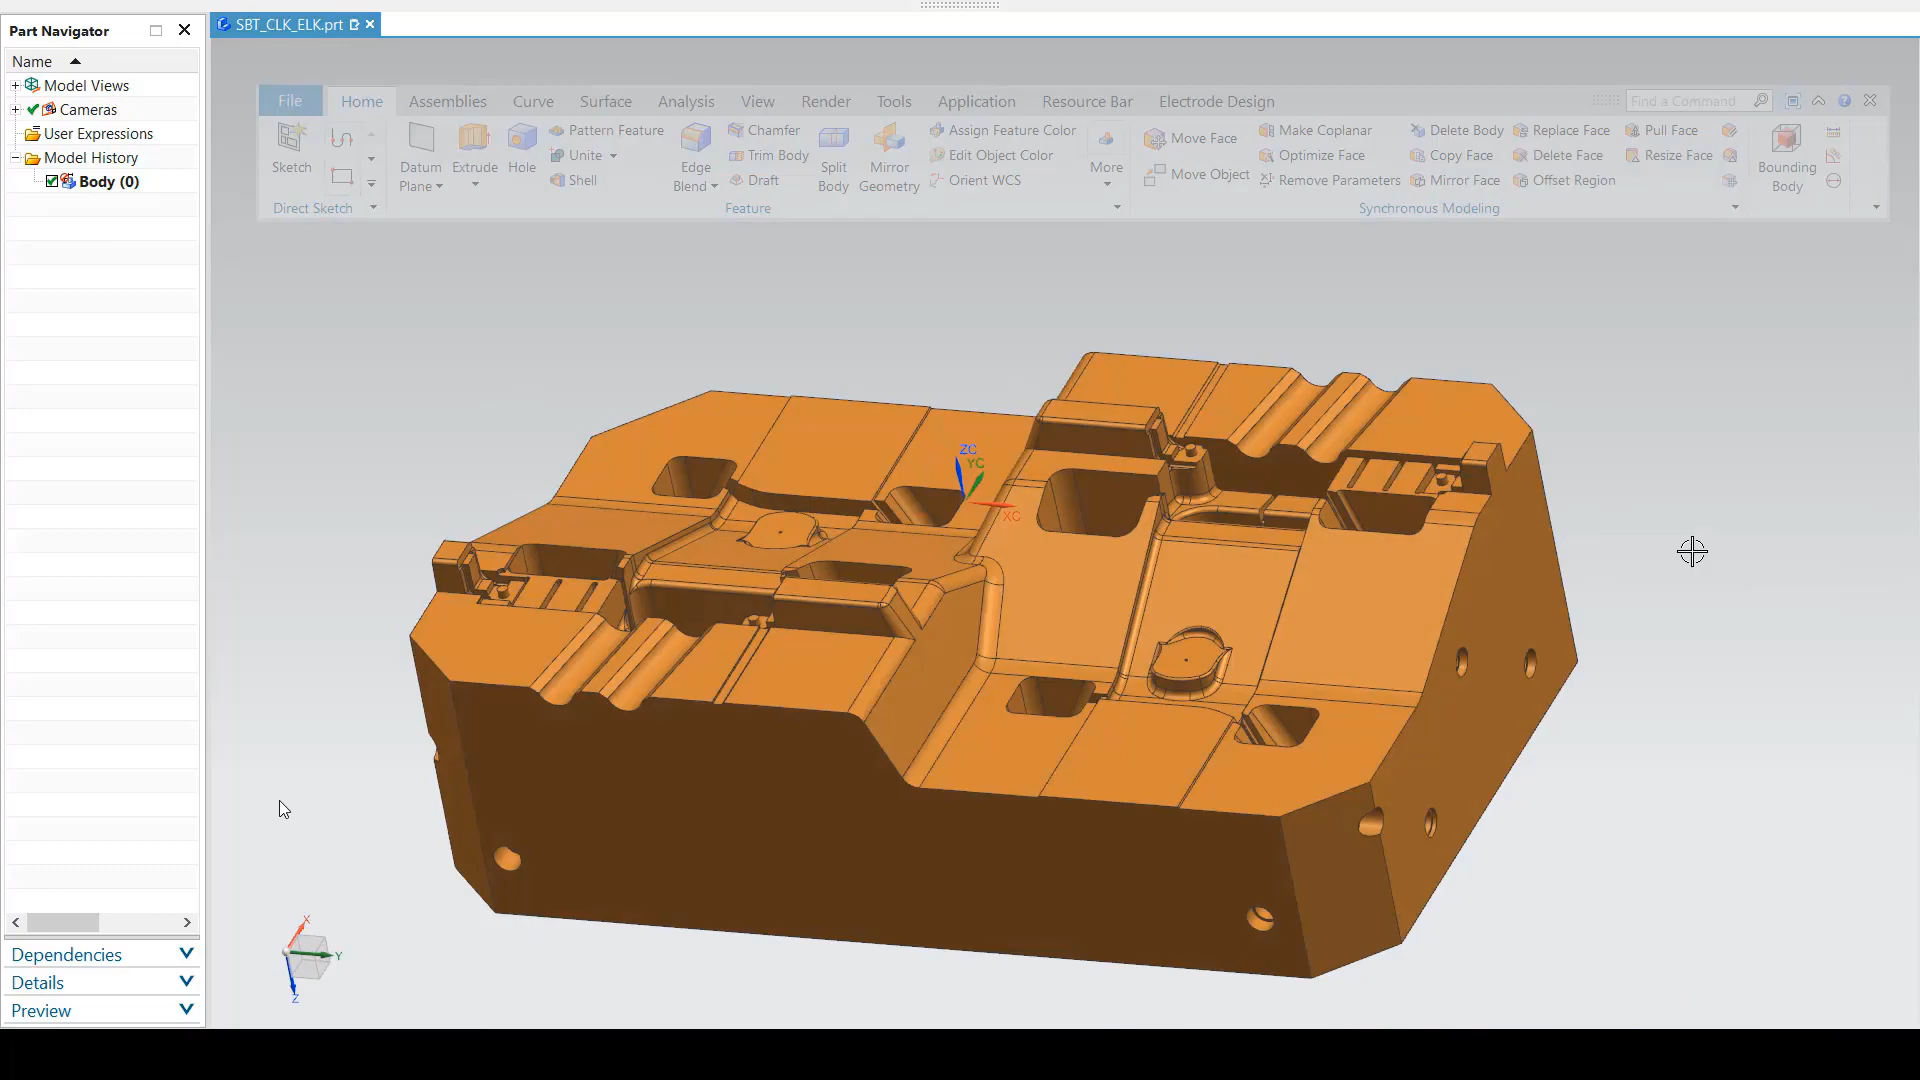 Part Navigator
SBT_CLK_ELK.prt
Name
Model Views
Cameras
User Expressions
Model History
Body (0)
File Home Assemblies Curve Surface Analysis View Render Tools Application Resource Bar Electrode Design Find a Command
Sketch
Datum Plane
Extrude
Hole
Pattern Feature
Unite
Shell
Edge Blend
Chamfer
Trim Body
Draft
Split Body
Mirror Geometry
Assign Feature Color
Edit Object Color
Orient WCS
More
Move Face
Move Object
Make Coplanar
Optimize Face
Remove Parameters
Delete Body
Copy Face
Mirror Face
Replace Face
Delete Face
Offset Region
Pull Face
Resize Face
Bounding Body
Direct Sketch
Feature
Synchronous Modeling
ZC
YC
XC
X
Y
Z
Dependencies
Details
Preview